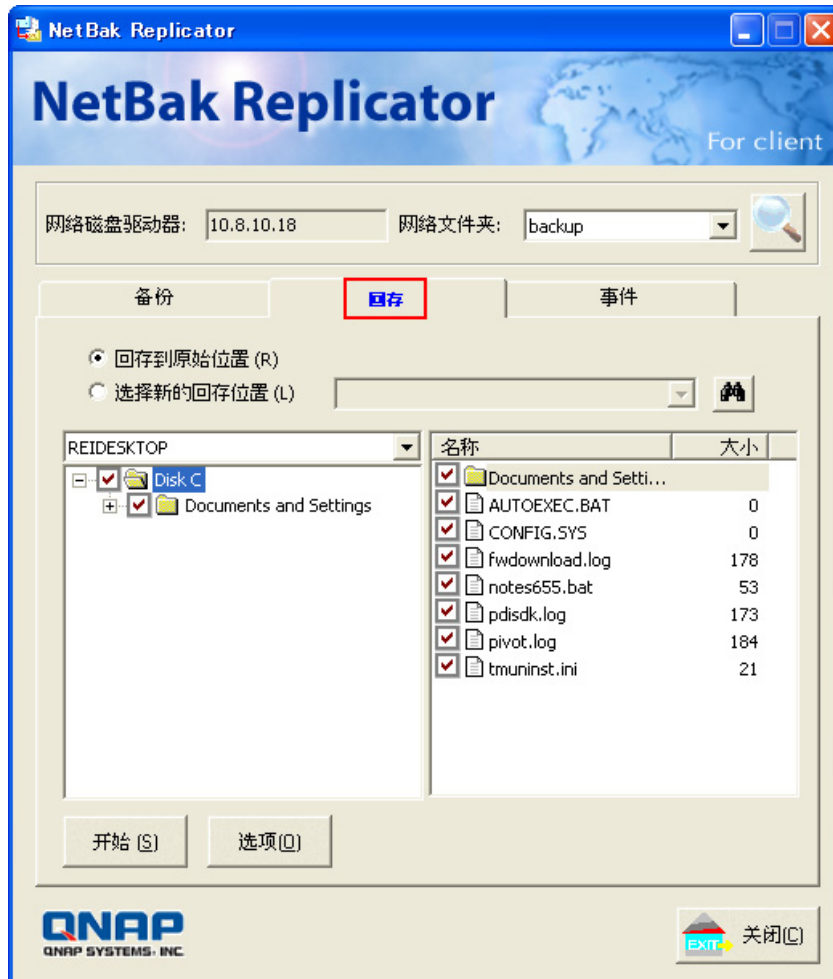 NetBak Replicator
NetBak Replicator
For client
网络磁盘驱动器: 10.8.10.18 网络文件夹: backup
备份 回存 事件
回存到原始位置 (R)
选择新的回存位置 (L)
REIDESKTOP 名称 大小
Disk C Documents and Setti...
Documents and Settings AUTOEXEC.BAT 0
CONFIG.SYS 0
fwdownload.log 178
notes655.bat 53
pdisdk.log 173
pivot.log 184
tmuninst.ini 21
开始 (S) 选项(O)
QNAP
QNAP SYSTEMS, INC
EXIT 关闭(C)